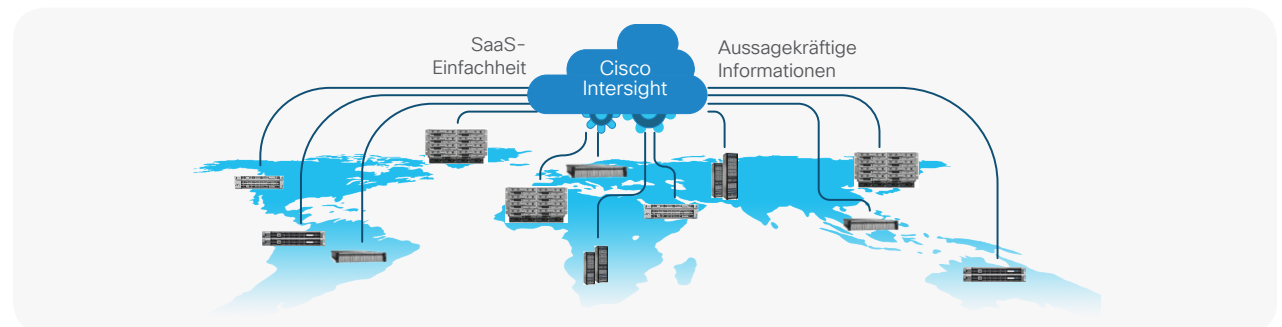 SaaS-
Einfachheit
Cisco
Intersight
Aussagekräftige
Informationen